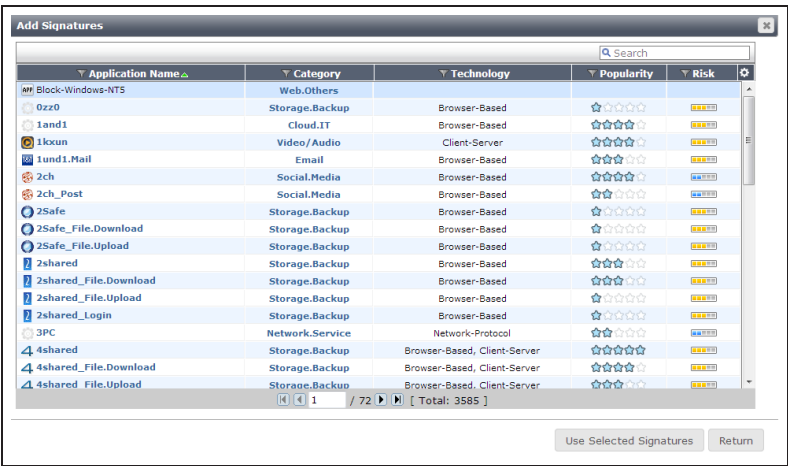 Add Signatures
Search
Application Name Category Technology Popularity Risk
APP Block-Windows-NT5 Web.Others
0zz0 Storage.Backup Browser-Based
1and1 Cloud.IT Browser-Based
1kxun Video/Audio Client-Server
1und1.Mail Email Browser-Based
2ch Social.Media Browser-Based
2ch_Post Social.Media Browser-Based
2Safe Storage.Backup Browser-Based
2Safe_File.Download Storage.Backup Browser-Based
2Safe_File.Upload Storage.Backup Browser-Based
2shared Storage.Backup Browser-Based
2shared_File.Download Storage.Backup Browser-Based
2shared_File.Upload Storage.Backup Browser-Based
2shared_Login Storage.Backup Browser-Based
3PC Network.Service Network-Protocol
4shared Storage.Backup Browser-Based, Client-Server
4shared_File.Download Storage.Backup Browser-Based, Client-Server
4shared_File.Upload Storage.Backup Browser-Based, Client-Server
1 / 72 [ Total: 3585 ]
Use Selected Signatures Return